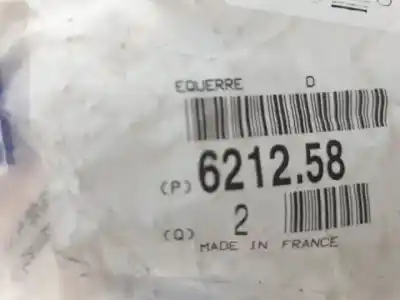 EQUERRE D
(P) 6212.58
(Q) 2
MADE IN FRANCE